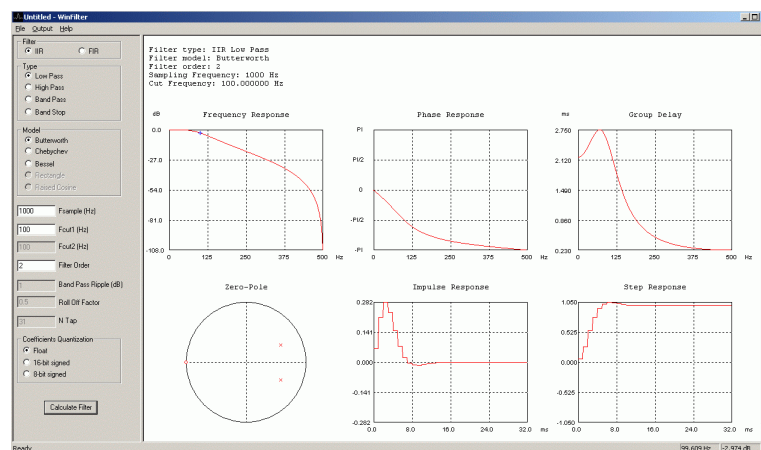 Untitled - WinFilter
File Output Help
Filter
IIR FIR
Type
Low Pass
High Pass
Band Pass
Band Stop
Model
Butterworth
Chebychev
Bessel
Rectangle
Raised Cosine
1000 Fsample (Hz)
100 Fcut1 (Hz)
100 Fcut2 (Hz)
2 Filter Order
1 Band Pass Ripple (dB)
0.5 Roll Off Factor
31 N Tap
Coefficients Quantization
Float
16-bit signed
8-bit signed
Calculate Filter
Filter type: IIR Low Pass
Filter model: Butterworth
Filter order: 2
Sampling Frequency: 1000 Hz
Cut Frequency: 100.000000 Hz
dB Frequency Response
0.0
-27.0
-54.0
-81.0
-108.0
0 125 250 375 500 Hz
Phase Response
PI
PI/2
0
-PI/2
-PI
0 125 250 375 500 Hz
ms Group Delay
2.750
2.120
1.490
0.860
0.230
0 125 250 375 500 Hz
Zero-Pole
Impulse Response
0.282
0.141
0.000
-0.141
-0.282
0.0 8.0 16.0 24.0 32.0 ms
Step Response
1.050
0.525
0.000
-0.525
-1.050
0.0 8.0 16.0 24.0 32.0 ms
Ready
99.609 Hz -2.974 dB